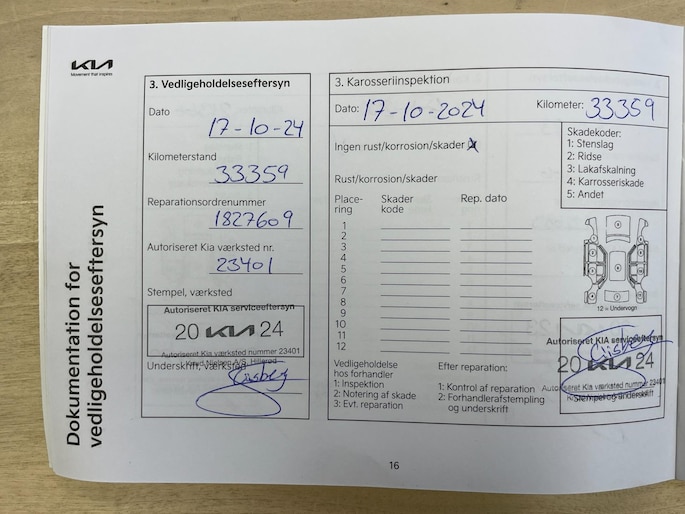 KIA
Movement that inspires
Dokumentation for
vedligeholdelseseftersyn
3. Vedligeholdelseseftersyn
Dato
17-10-24
Kilometerstand
33359
Reparationsordrenummer
1827609
Autoriseret Kia værksted nr.
23401
Stempel, værksted
Autoriseret KIA serviceeftersyn
20 KIA 24
Autoriseret Kia værksted nummer 23401
Knud Nielsen A/S, Hillerød
Underskrift, værksted
3. Karosseriinspektion
Dato: 17-10-2024 Kilometer: 33359
Ingen rust/korrosion/skader
Rust/korrosion/skader
Skadekoder:
1: Stenslag
2: Ridse
3: Lakafskalning
4: Karrosseriskade
5: Andet
Place-
ring
Skader
kode
Rep. dato
1
2
3
4
5
6
7
8
9
10
11
12
12 = Undervogn
Vedligeholdelse
hos forhandler
1: Inspektion
2: Notering af skade
3: Evt. reparation
Efter reparation:
1: Kontrol af reparation
2: Forhandlerafstempling
og underskrift
Autoriseret KIA serviceeftersyn
20 KIA 24
Autoriseret Kia værksted nummer 23401
Stempel og underskrift
16